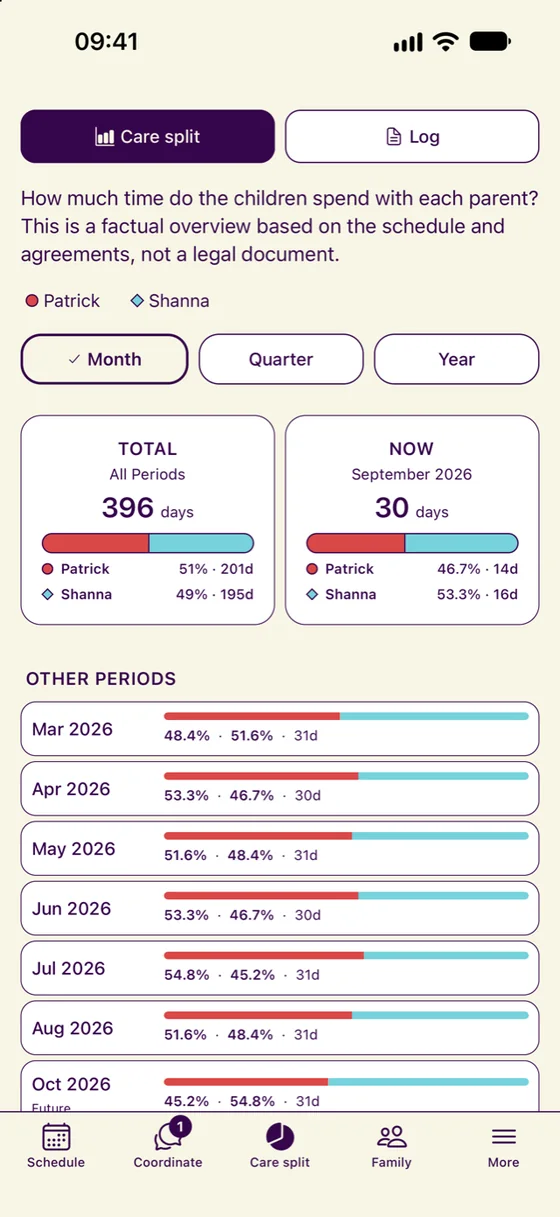 09:41
Care split
Log
How much time do the children spend with each parent?
This is a factual overview based on the schedule and
agreements, not a legal document.
Patrick
Shanna
Month
Quarter
Year
TOTAL
All Periods
396 days
Patrick 51% · 201d
Shanna 49% · 195d
NOW
September 2026
30 days
Patrick 46.7% · 14d
Shanna 53.3% · 16d
OTHER PERIODS
Mar 2026
48.4% · 51.6% · 31d
Apr 2026
53.3% · 46.7% · 30d
May 2026
51.6% · 48.4% · 31d
Jun 2026
53.3% · 46.7% · 30d
Jul 2026
54.8% · 45.2% · 31d
Aug 2026
51.6% · 48.4% · 31d
Oct 2026
Future
45.2% · 54.8% · 31d
Schedule
1
Coordinate
Care split
Family
More